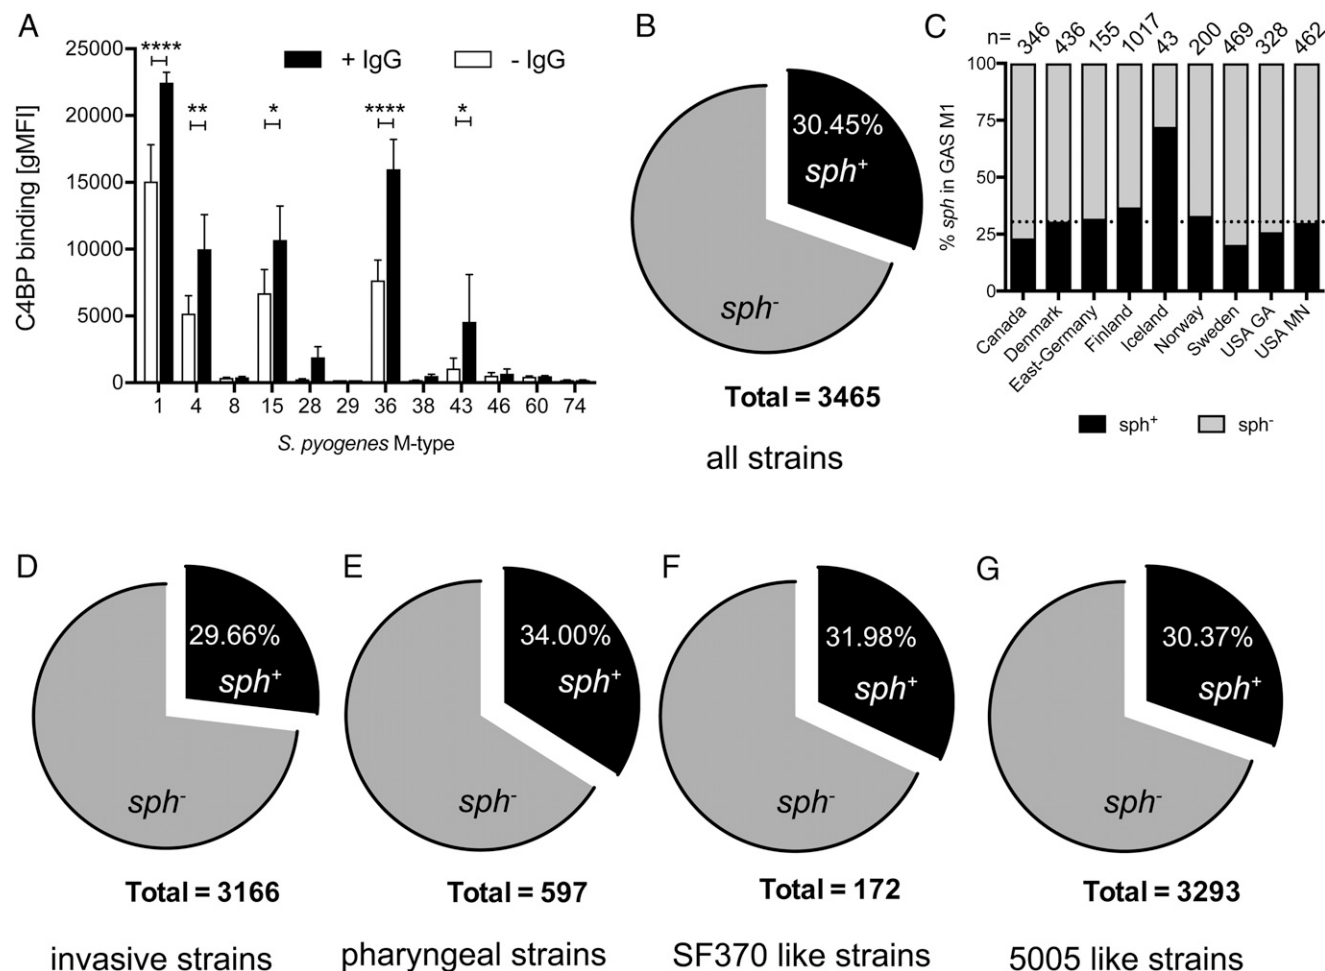 A
25000
20000
15000
10000
5000
0
C4BP binding [gMFI]
+ IgG
- IgG
****
**
*
****
*
1 4 8 15 28 29 36 38 43 46 60 74
S. pyogenes M-type
B
30.45%
sph+
sph-
Total = 3465
all strains
C
n= 346 436 155 1017 43 200 469 328 462
100
75
50
25
0
% sph in GAS M1
Canada
Denmark
East-Germany
Finland
Iceland
Norway
Sweden
USA GA
USA MN
sph+
sph-
D
29.66%
sph+
sph-
Total = 3166
invasive strains
E
34.00%
sph+
sph-
Total = 597
pharyngeal strains
F
31.98%
sph+
sph-
Total = 172
SF370 like strains
G
30.37%
sph+
sph-
Total = 3293
5005 like strains